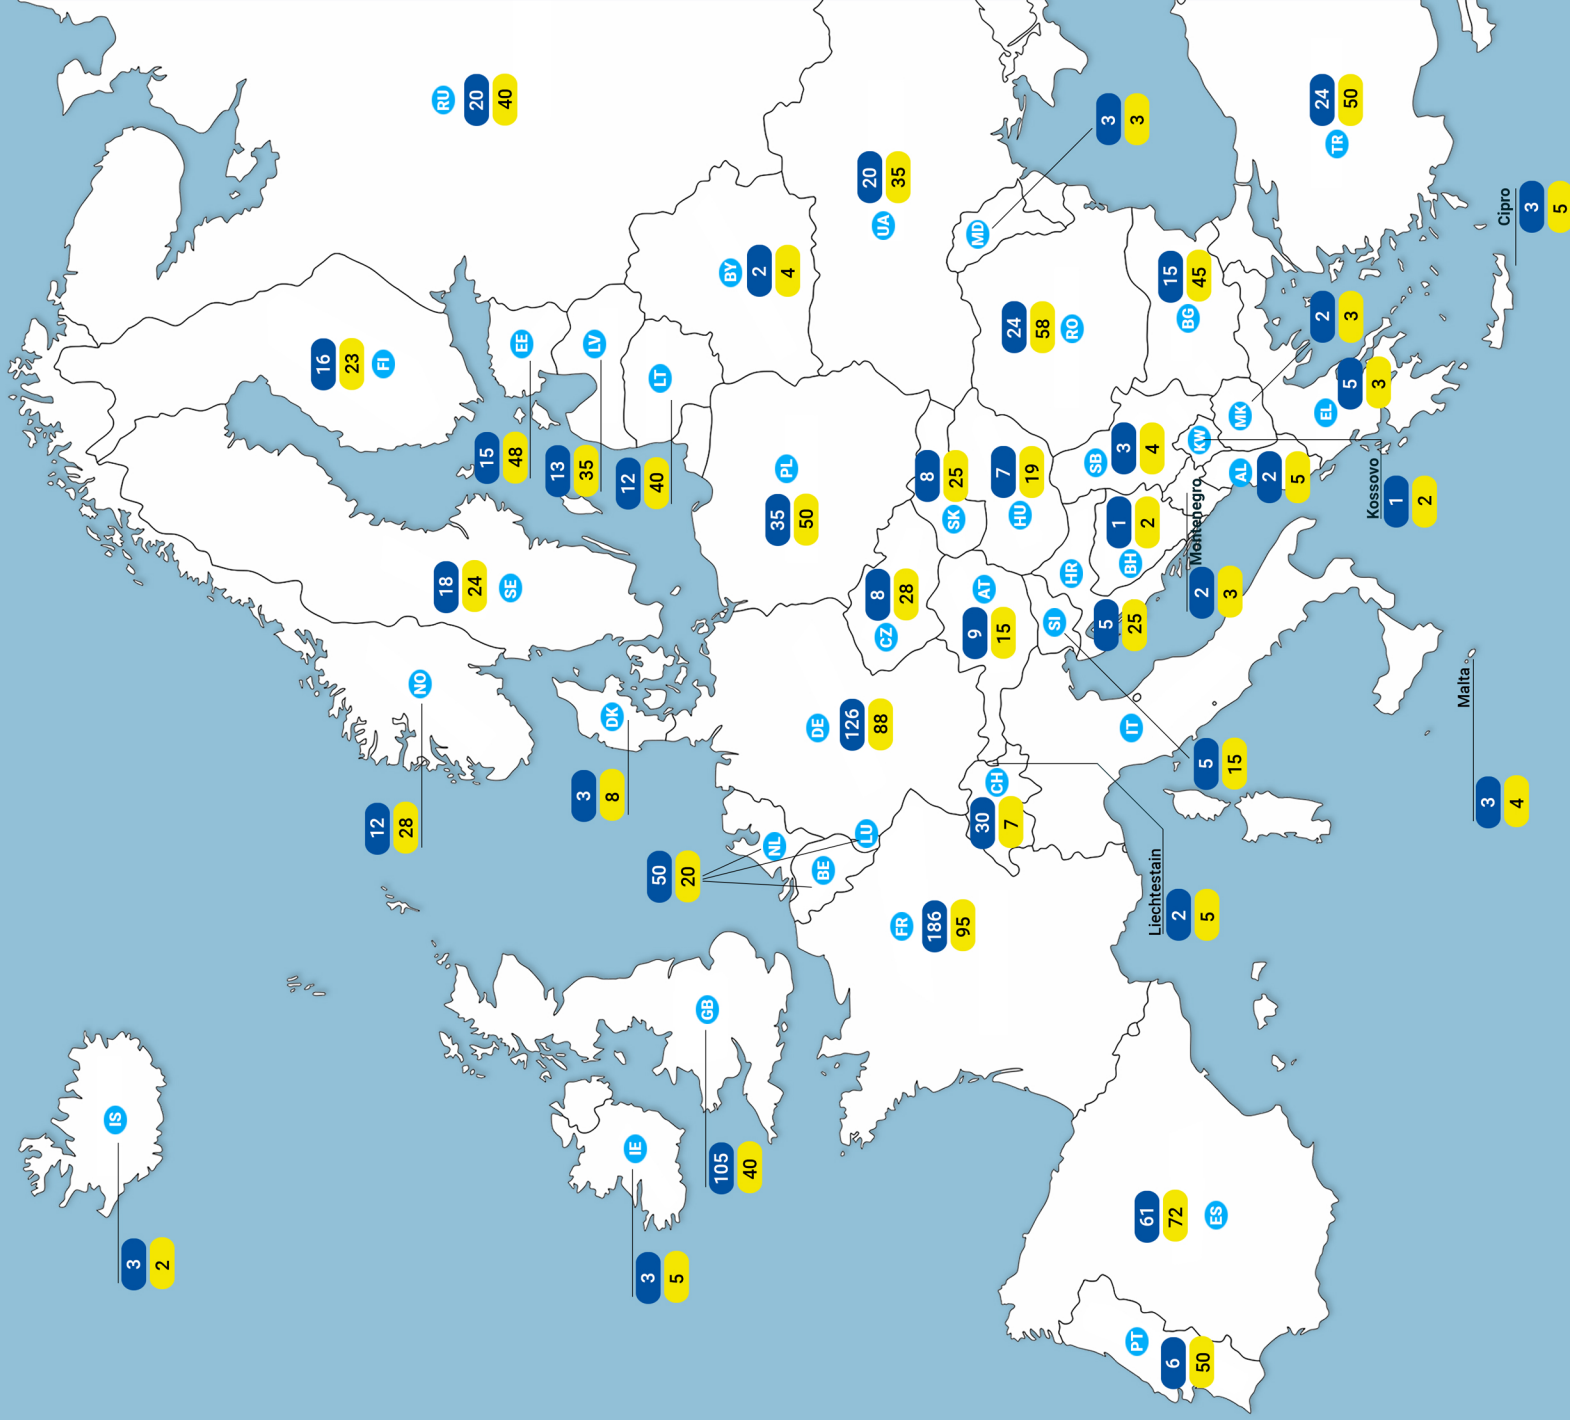 IS
3
2
NO
12
28
SE
18
24
FI
16
23
RU
20
40
EE
15
48
LV
13
35
LT
12
40
DK
3
8
IE
3
5
GB
105
40
50
20
NL
BE
LU
DE
126
88
PL
35
50
BY
2
4
UA
20
35
MD
3
3
CZ
8
28
SK
8
25
AT
9
15
HU
7
19
RO
24
58
FR
186
95
CH
30
7
Liechtestain
2
5
SI
5
15
HR
5
25
BH
1
2
SB
3
4
BG
15
45
Montenegro
2
3
KW
Kossovo
1
2
MK
2
3
AL
2
5
EL
5
3
TR
24
50
IT
PT
6
50
ES
61
72
Malta
3
4
Cipro
3
5